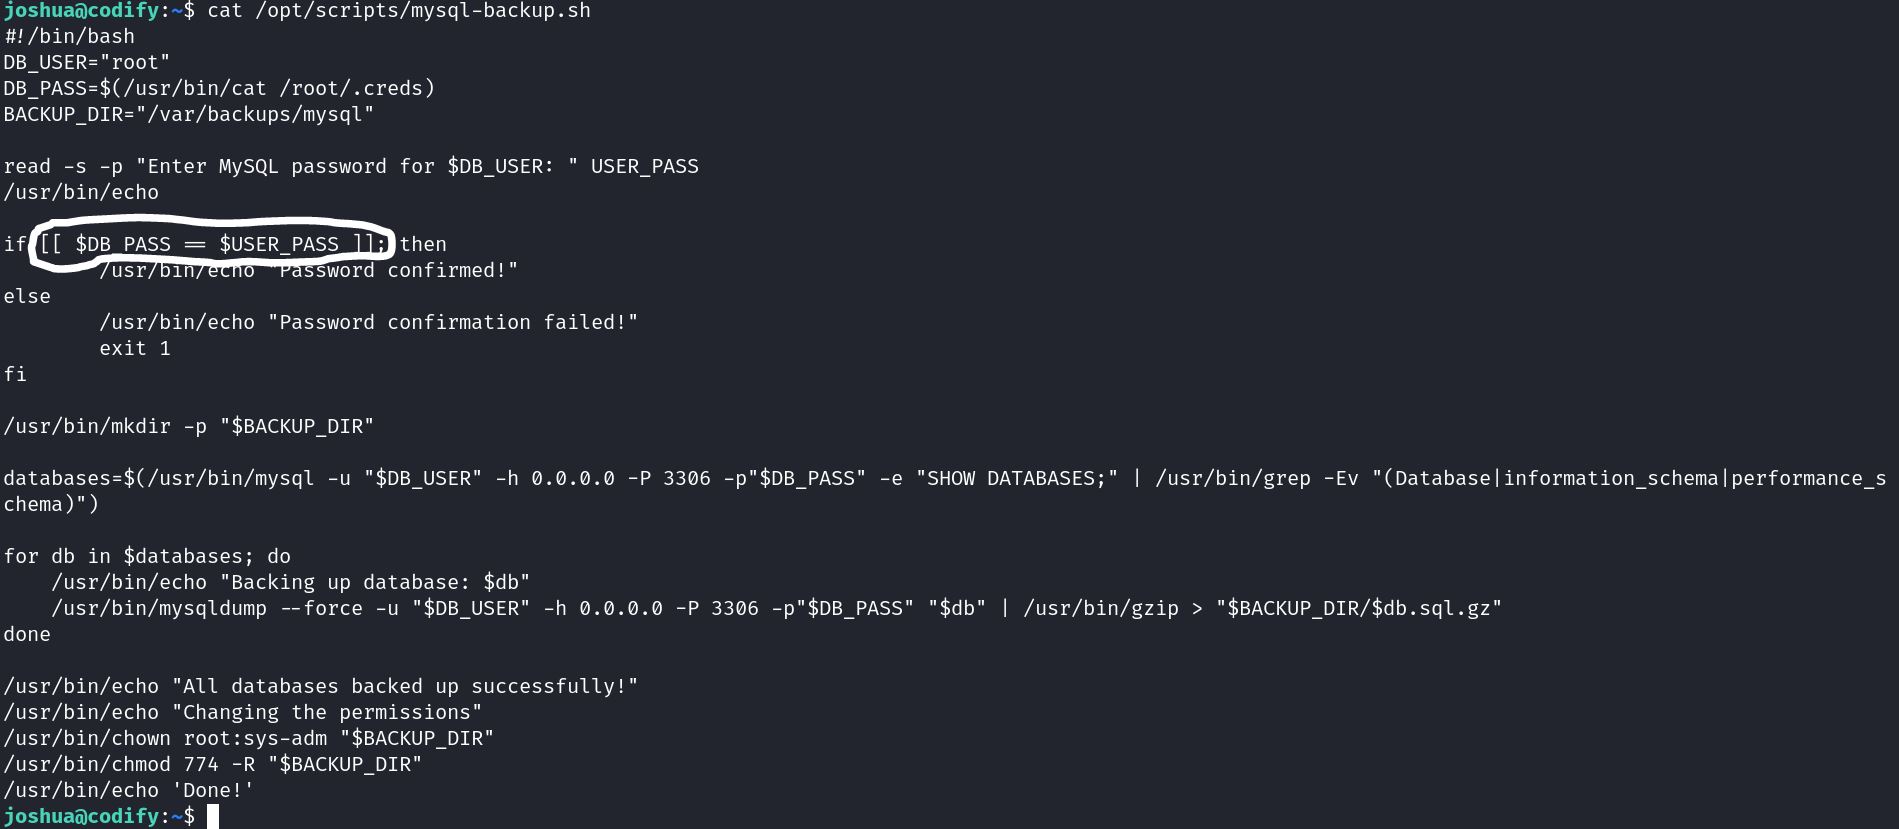 joshua@codify:~$ cat /opt/scripts/mysql-backup.sh
#!/bin/bash
DB_USER="root"
DB_PASS=$(/usr/bin/cat /root/.creds)
BACKUP_DIR="/var/backups/mysql"
read -s -p "Enter MySQL password for $DB_USER: " USER_PASS
/usr/bin/echo
if [[ $DB_PASS == $USER_PASS ]]; then
/usr/bin/echo "Password confirmed!"
else
/usr/bin/echo "Password confirmation failed!"
exit 1
fi
/usr/bin/mkdir -p "$BACKUP_DIR"
databases=$(/usr/bin/mysql -u "$DB_USER" -h 0.0.0.0 -P 3306 -p"$DB_PASS" -e "SHOW DATABASES;" | /usr/bin/grep -Ev "(Database|information_schema|performance_s
chema)")
for db in $databases; do
/usr/bin/echo "Backing up database: $db"
/usr/bin/mysqldump --force -u "$DB_USER" -h 0.0.0.0 -P 3306 -p"$DB_PASS" "$db" | /usr/bin/gzip > "$BACKUP_DIR/$db.sql.gz"
done
/usr/bin/echo "All databases backed up successfully!"
/usr/bin/echo "Changing the permissions"
/usr/bin/chown root:sys-adm "$BACKUP_DIR"
/usr/bin/chmod 774 -R "$BACKUP_DIR"
/usr/bin/echo 'Done!'
joshua@codify:~$